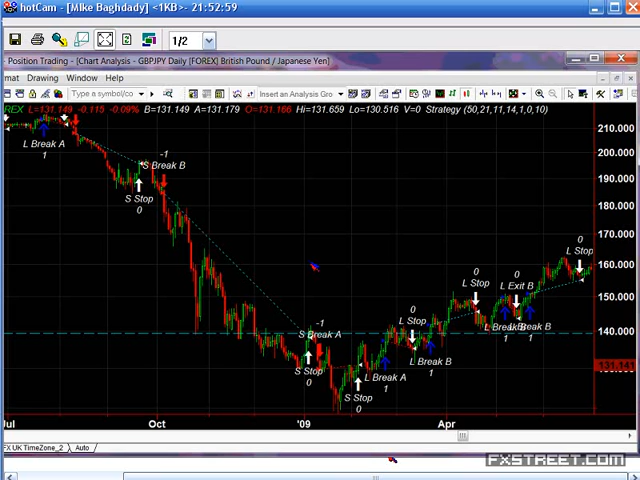 hotCam - [Mike Baghdady] <1KB>- 21:52:59
1/2
- Position Trading - [Chart Analysis - GBPJPY Daily [FOREX] British Pound / Japanese Yen]
mat Drawing Window Help
Type a symbol/co
Insert an Analysis Gro
REX L=131.149 -0.115 -0.09% B=131.149 A=131.179 O=131.166 Hi=131.659 Lo=130.516 V=0 Strategy (50,21,11,14,1,0,10)
210.000
200.000
190.000
180.000
170.000
160.000
150.000
140.000
131.141
L Break A
1
-1
S Break B
S Stop
0
-1
S Break A
S Stop
0
S Stop
0
L Break A
1
0
L Stop
L Break B
1
0
L Stop
0
L Exit B
L Break B
1
L Break B
1
0
L Stop
Jul
Oct
'09
Apr
FX UK TimeZone_2
Auto
FXSTREET.COM